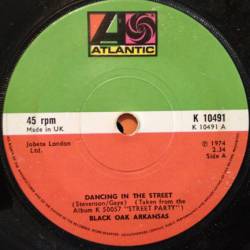 ATLANTIC
45 rpm
Made in UK
K 10491
K 10491 A
Jobete London
Ltd.
℗ 1974
2.34
Side A
DANCING IN THE STREET
(Stevenson/Gaye) (Taken from the
Album K 50057 "STREET PARTY")
BLACK OAK ARKANSAS